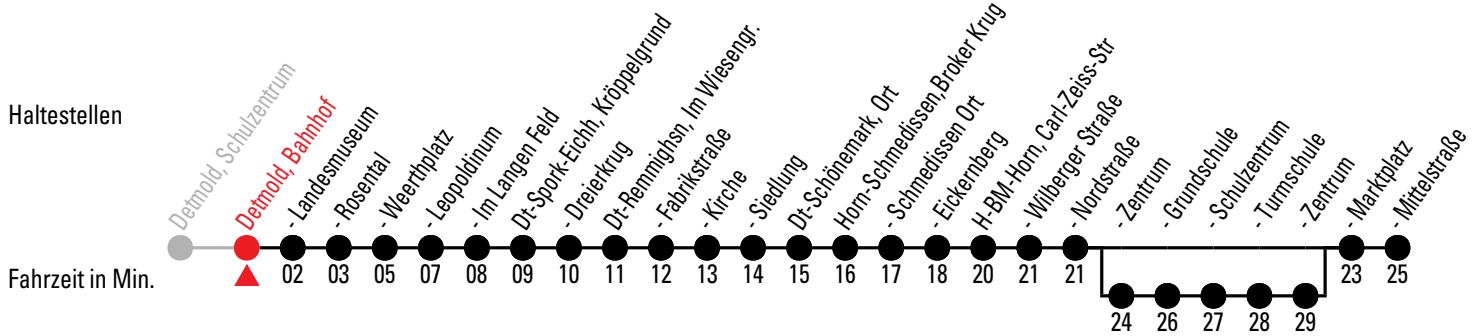 Haltestellen
Detmold, Schulzentrum
Detmold, Bahnhof
- Landesmuseum
- Rosental
- Weerthplatz
- Leopoldinum
- Im Langen Feld
Dt-Spork-Eichh, Kröppelgrund
- Dreierkrug
Dt-Remmighsn, Im Wiesengr.
- Fabrikstraße
- Kirche
- Siedlung
Dt-Schönemark, Ort
Horn-Schmedissen,Broker Krug
- Schmedissen Ort
- Eickernberg
H-BM-Horn, Carl-Zeiss-Str
- Wilberger Straße
- Nordstraße
- Zentrum
- Grundschule
- Schulzentrum
- Turmschule
- Zentrum
- Marktplatz
- Mittelstraße
Fahrzeit in Min.
02 03 05 07 08 09 10 11 12 13 14 15 16 17 18 20 21 21 23 25
24 26 27 28 29